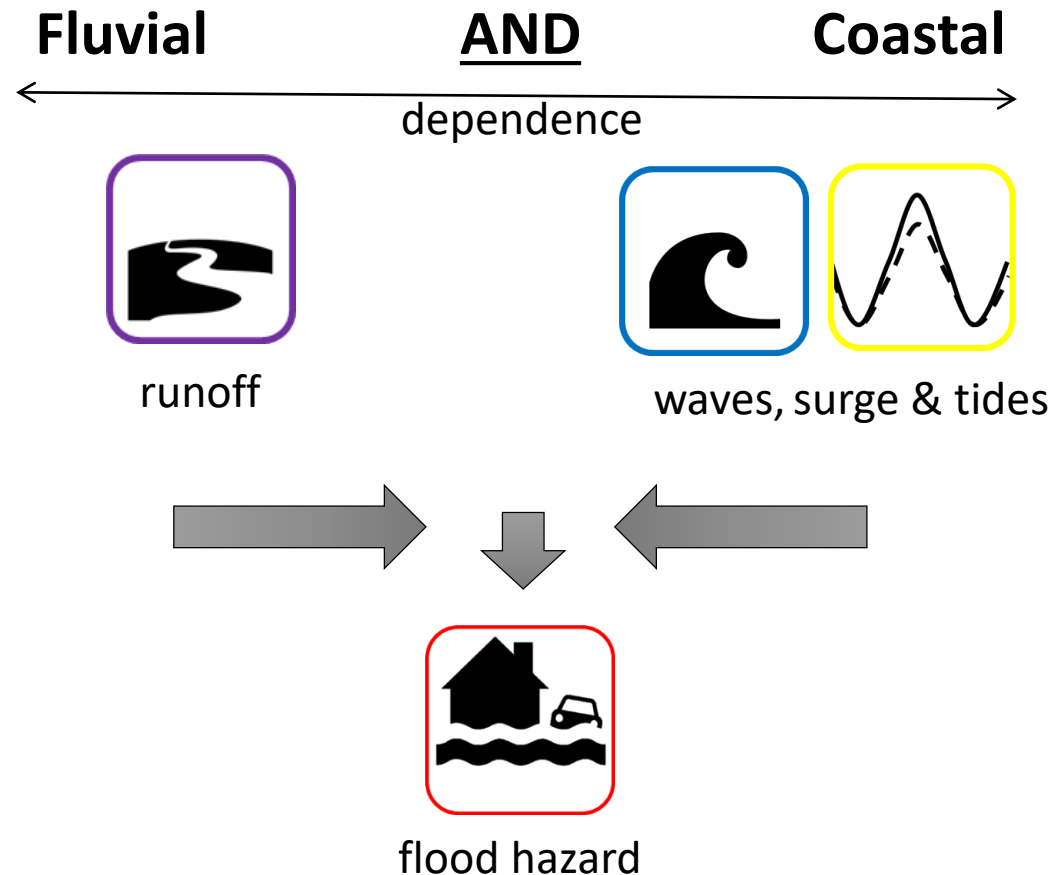 Fluvial AND Coastal
dependence
runoff
waves, surge & tides
flood hazard